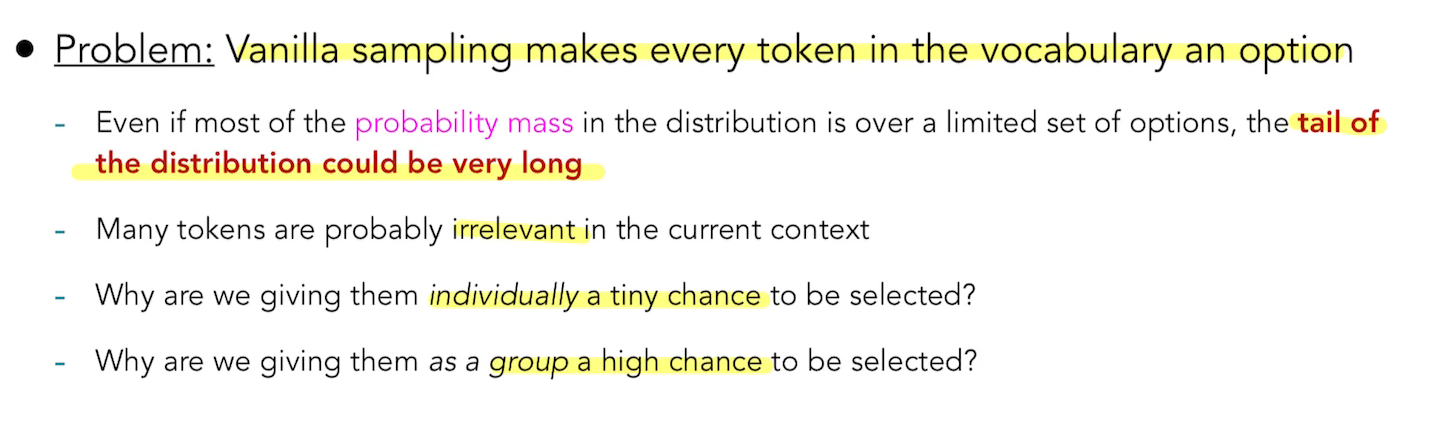 • Problem: Vanilla sampling makes every token in the vocabulary an option
- Even if most of the probability mass in the distribution is over a limited set of options, the tail of
the distribution could be very long
- Many tokens are probably irrelevant in the current context
- Why are we giving them individually a tiny chance to be selected?
- Why are we giving them as a group a high chance to be selected?